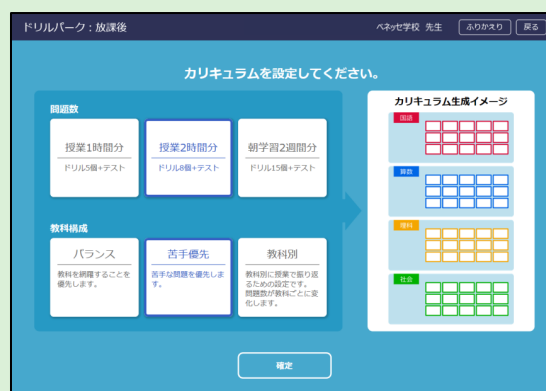 ドリルパーク：放課後
ベネッセ学校 先生
ふりかえり
戻る
カリキュラムを設定してください。
問題数
授業1時間分
ドリル5個+テスト
授業2時間分
ドリル8個+テスト
朝学習2週間分
ドリル15個+テスト
教科構成
バランス
教科を網羅することを
優先します。
苦手優先
苦手な問題を優先しま
す。
教科別
教科別に授業で振り返
るための設定です。
問題数が教科ごとに変
化します。
カリキュラム生成イメージ
国語
算数
理科
社会
確定